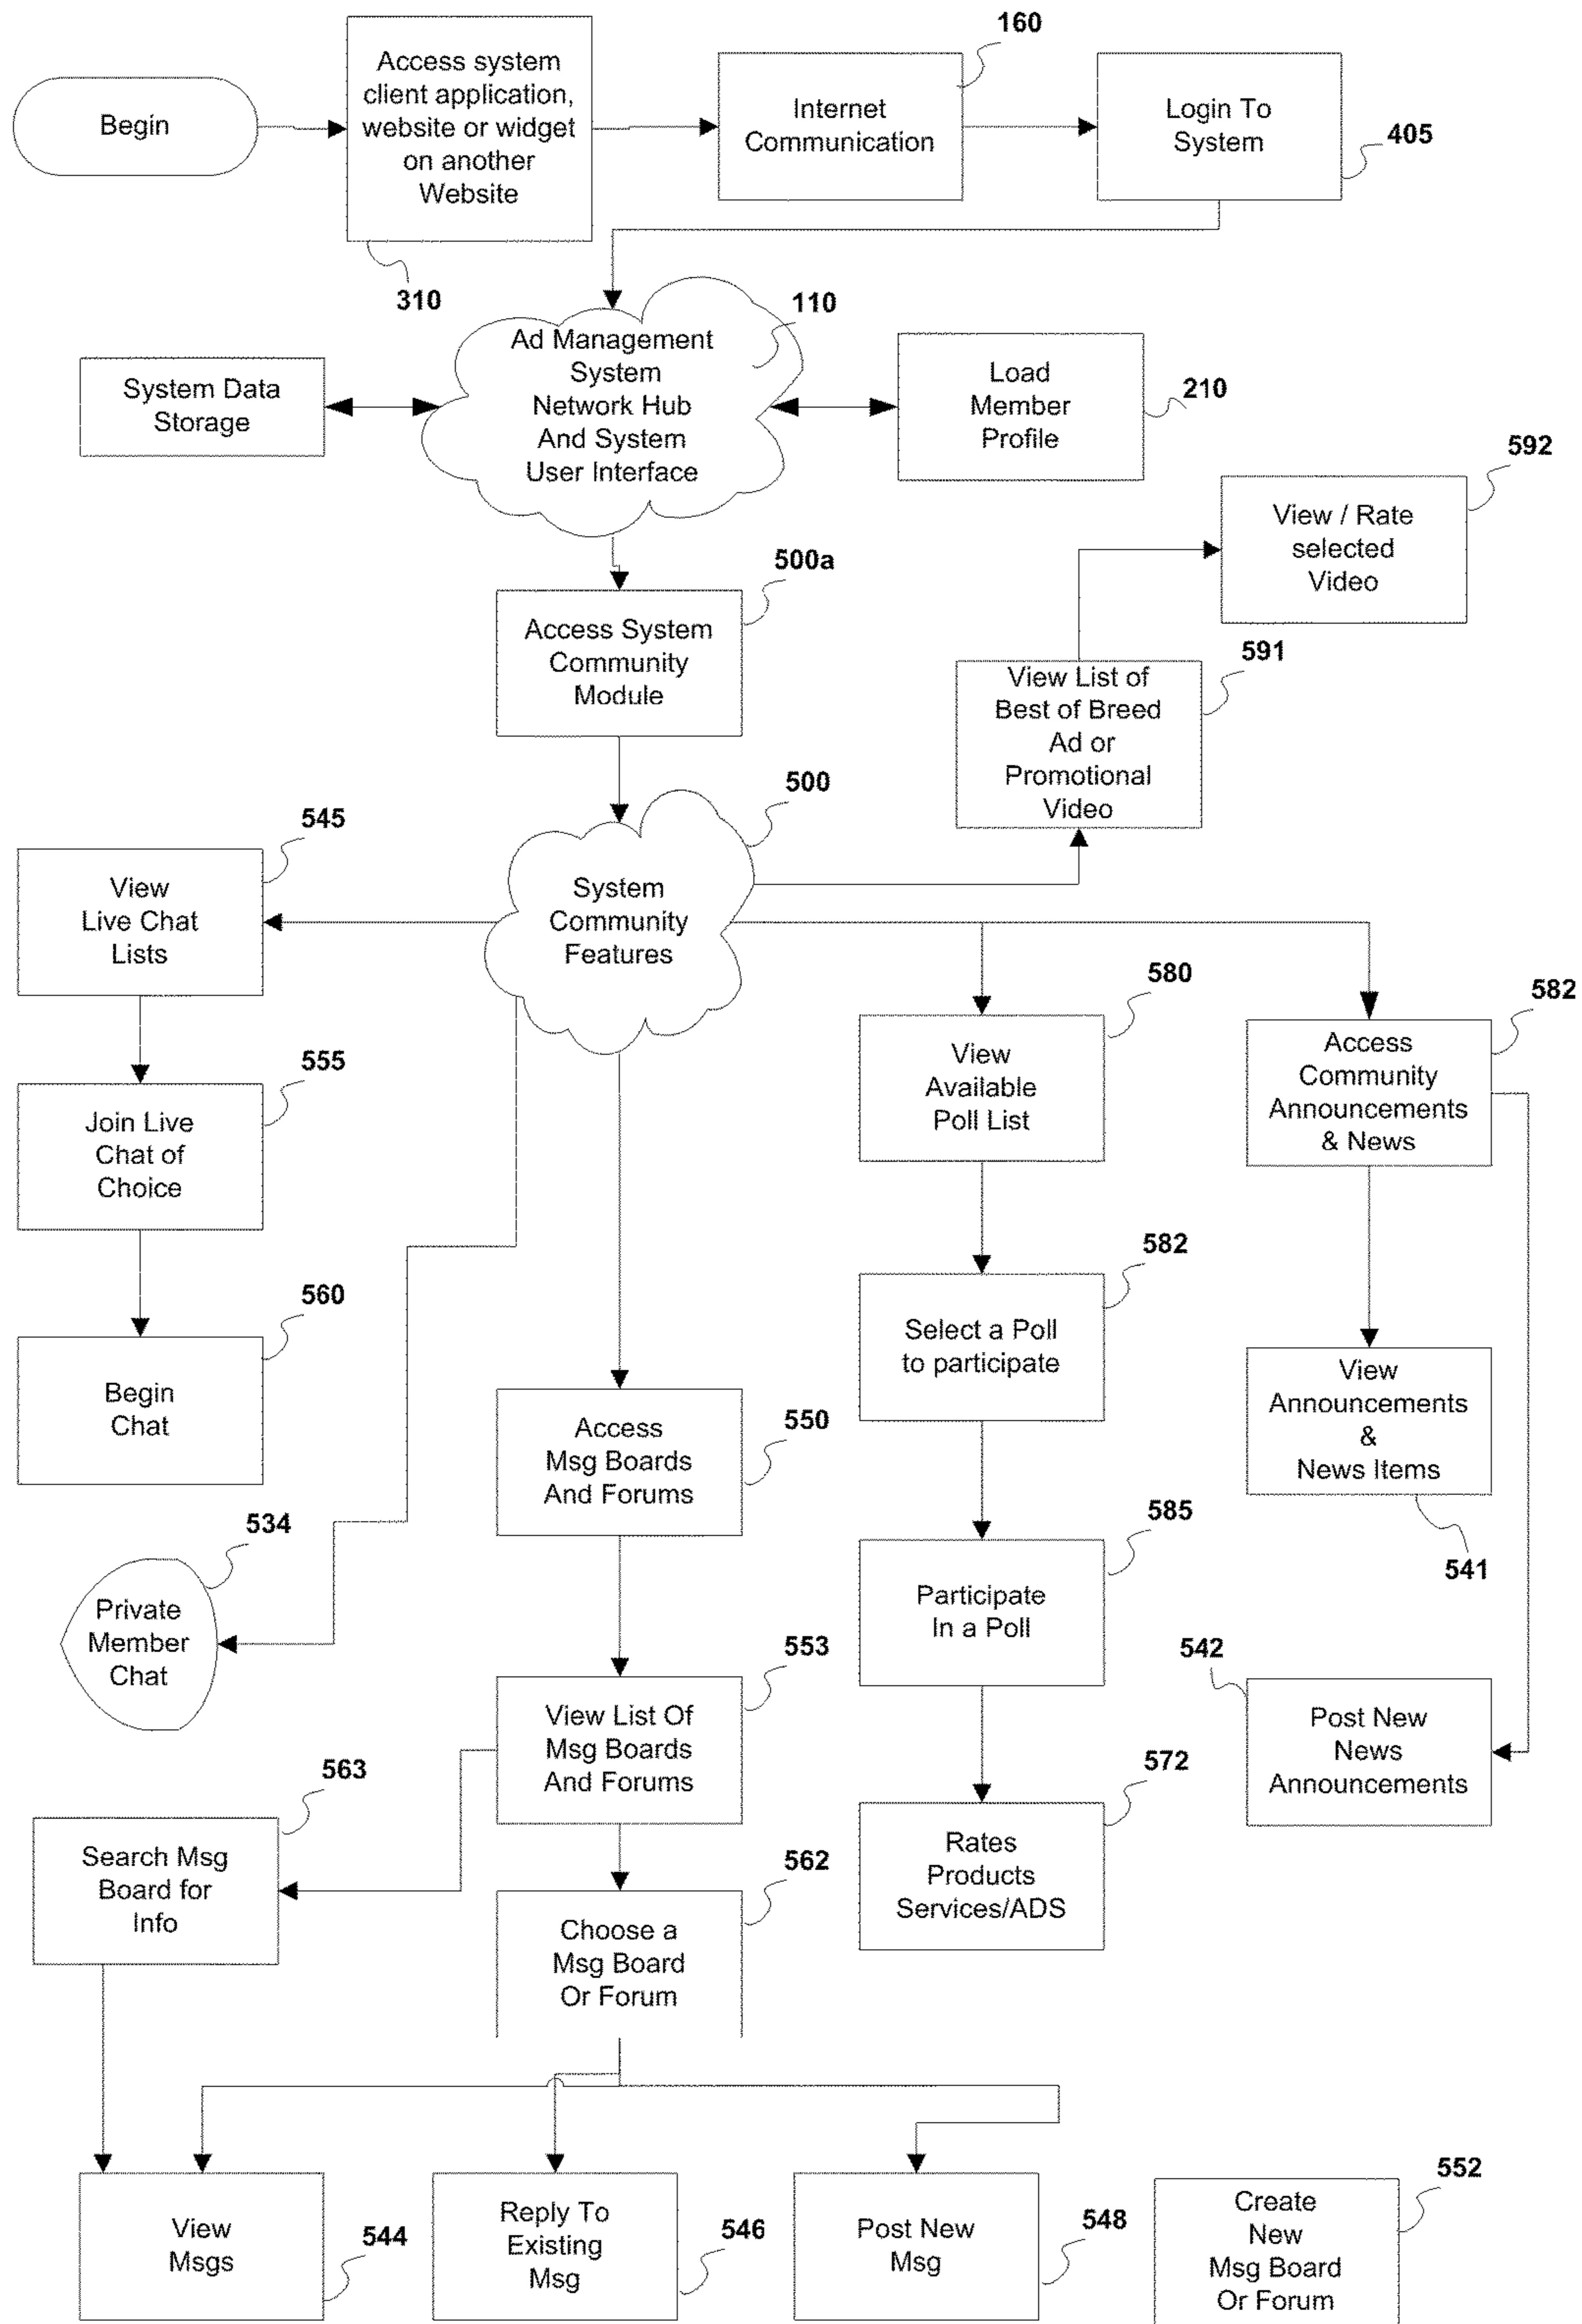 Begin
Access system
client application,
website or widget
on another
Website
310
Internet
Communication
160
Login To
System
405
Ad Management
System
Network Hub
And System
User Interface
110
System Data
Storage
Load
Member
Profile
210
View / Rate
selected
Video
592
Access System
Community
Module
500a
View List of
Best of Breed
Ad or
Promotional
Video
591
System
Community
Features
500
View
Live Chat
Lists
545
Join Live
Chat of
Choice
555
Begin
Chat
560
Private
Member
Chat
534
Access
Msg Boards
And Forums
550
View List Of
Msg Boards
And Forums
553
Search Msg
Board for
Info
563
Choose a
Msg Board
Or Forum
562
View
Available
Poll List
580
Select a Poll
to participate
582
Participate
In a Poll
585
Rates
Products
Services/ADS
572
Access
Community
Announcements
& News
582
View
Announcements
&
News Items
541
Post New
News
Announcements
542
View
Msgs
544
Reply To
Existing
Msg
546
Post New
Msg
548
Create
New
Msg Board
Or Forum
552